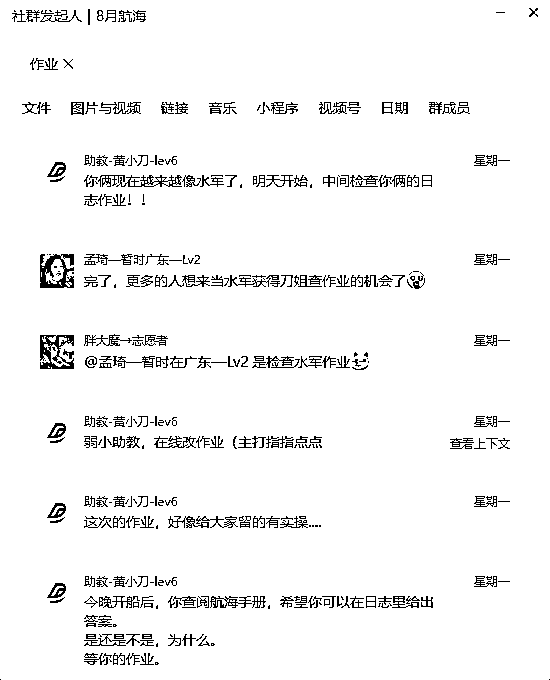 社群发起人 | 8月航海
作业 ×
文件 图片与视频 链接 音乐 小程序 视频号 日期 群成员
助教-黄小刀-lev6 星期一
你俩现在越来越像水军了，明天开始，中间检查你俩的日
志作业！！
孟琦—暂时广东—Lv2 星期一
完了，更多的人想来当水军获得刀姐查作业的机会了
胖大魔→志愿者 星期一
@孟琦—暂时在广东—Lv2 是检查水军作业
助教-黄小刀-lev6 星期一
弱小助教，在线改作业（主打指指点点 查看上下文
助教-黄小刀-lev6 星期一
这次的作业，好像给大家留的有实操....
助教-黄小刀-lev6 星期一
今晚开船后，你查阅航海手册，希望你可以在日志里给出
答案。
是还是不是，为什么。
等你的作业。